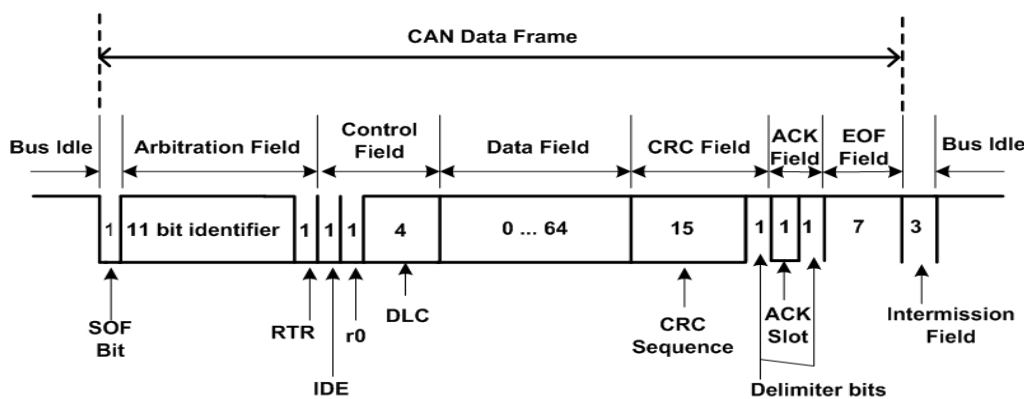 CAN Data Frame
Bus Idle
Arbitration Field
Control
Field
Data Field
CRC Field
ACK
Field
EOF
Field
Bus Idle
1
11 bit identifier
1
1
1
4
0 ... 64
15
1
1
1
7
3
SOF
Bit
RTR
IDE
r0
DLC
CRC
Sequence
ACK
Slot
Delimiter bits
Intermission
Field